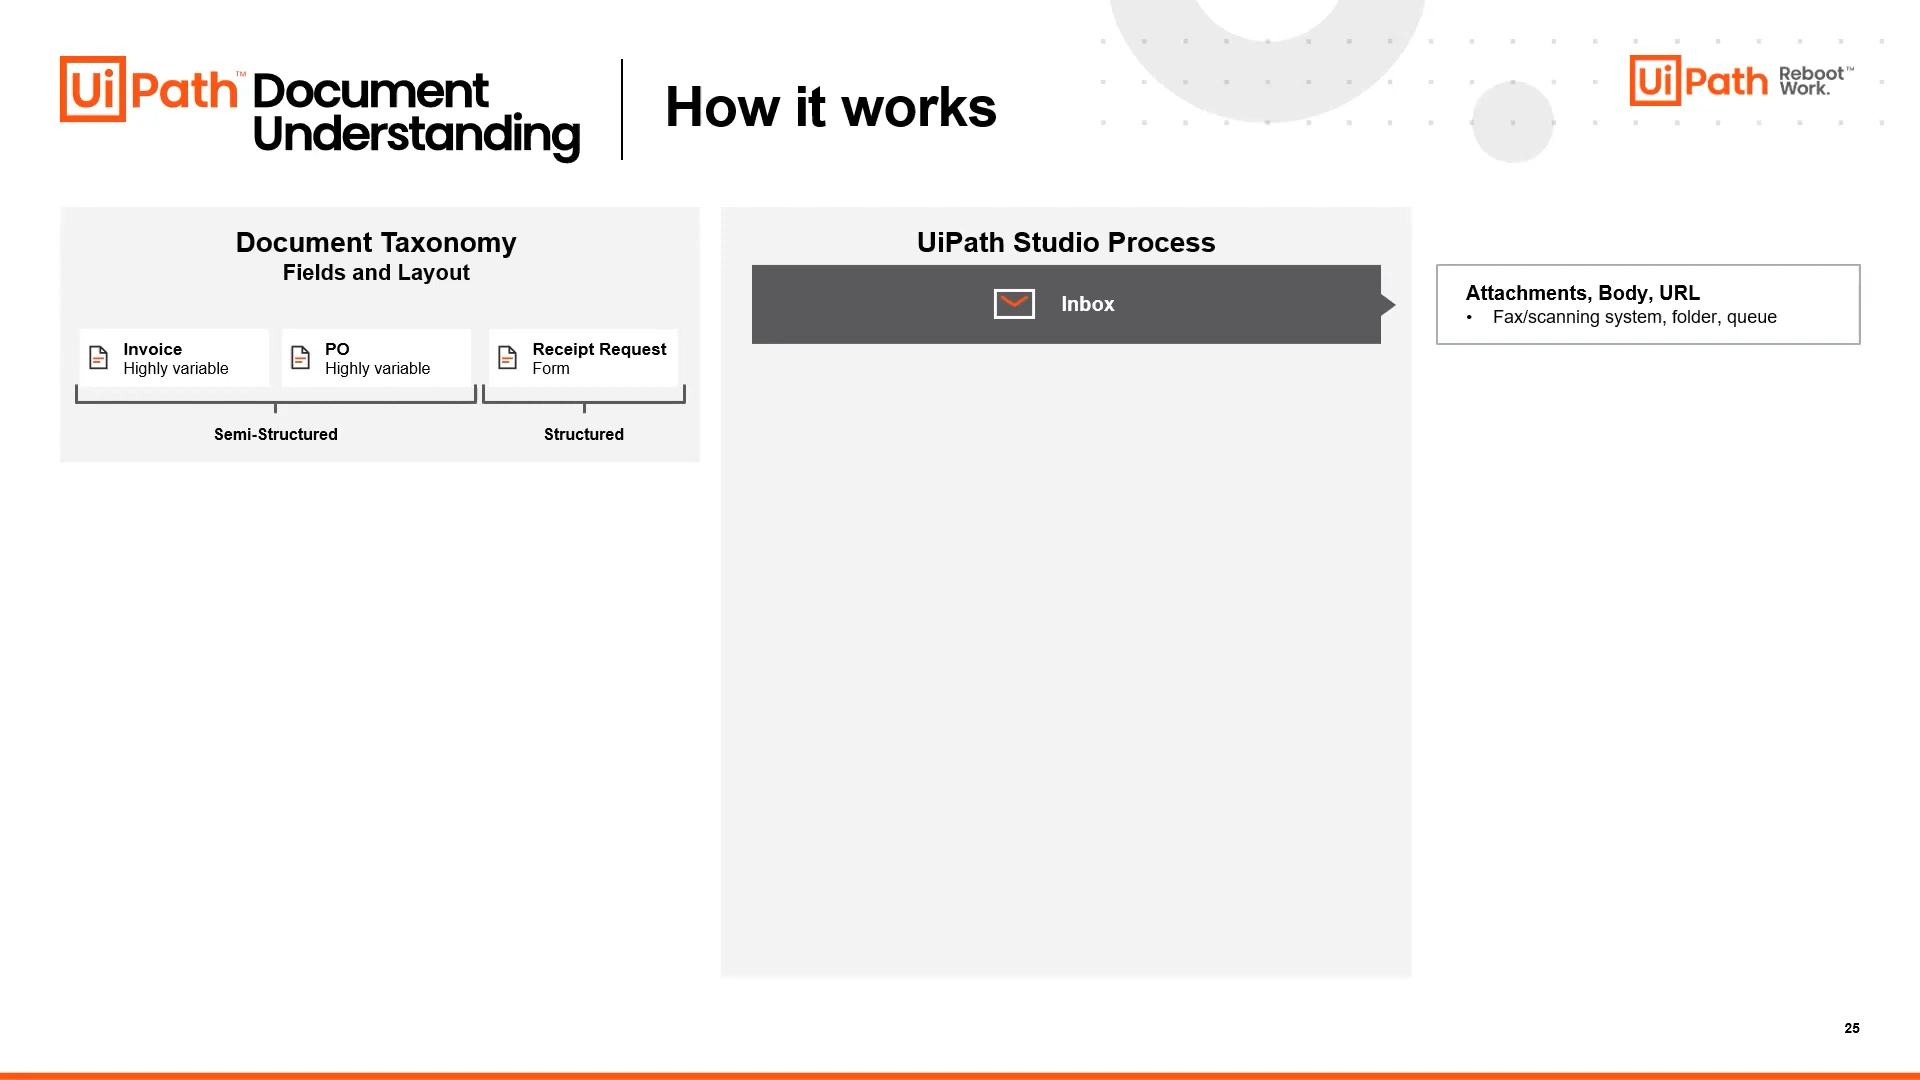 UiPath™ Document
Understanding
How it works
UiPath Reboot™
Work.
Document Taxonomy
Fields and Layout
Invoice
Highly variable
PO
Highly variable
Receipt Request
Form
Semi-Structured
Structured
UiPath Studio Process
Inbox
Attachments, Body, URL
• Fax/scanning system, folder, queue
25